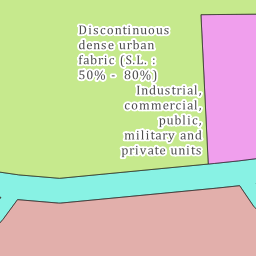 Discontinuous
dense urban
fabric (S.L. :
50% - 80%)
Industrial,
commercial,
public,
military and
private units